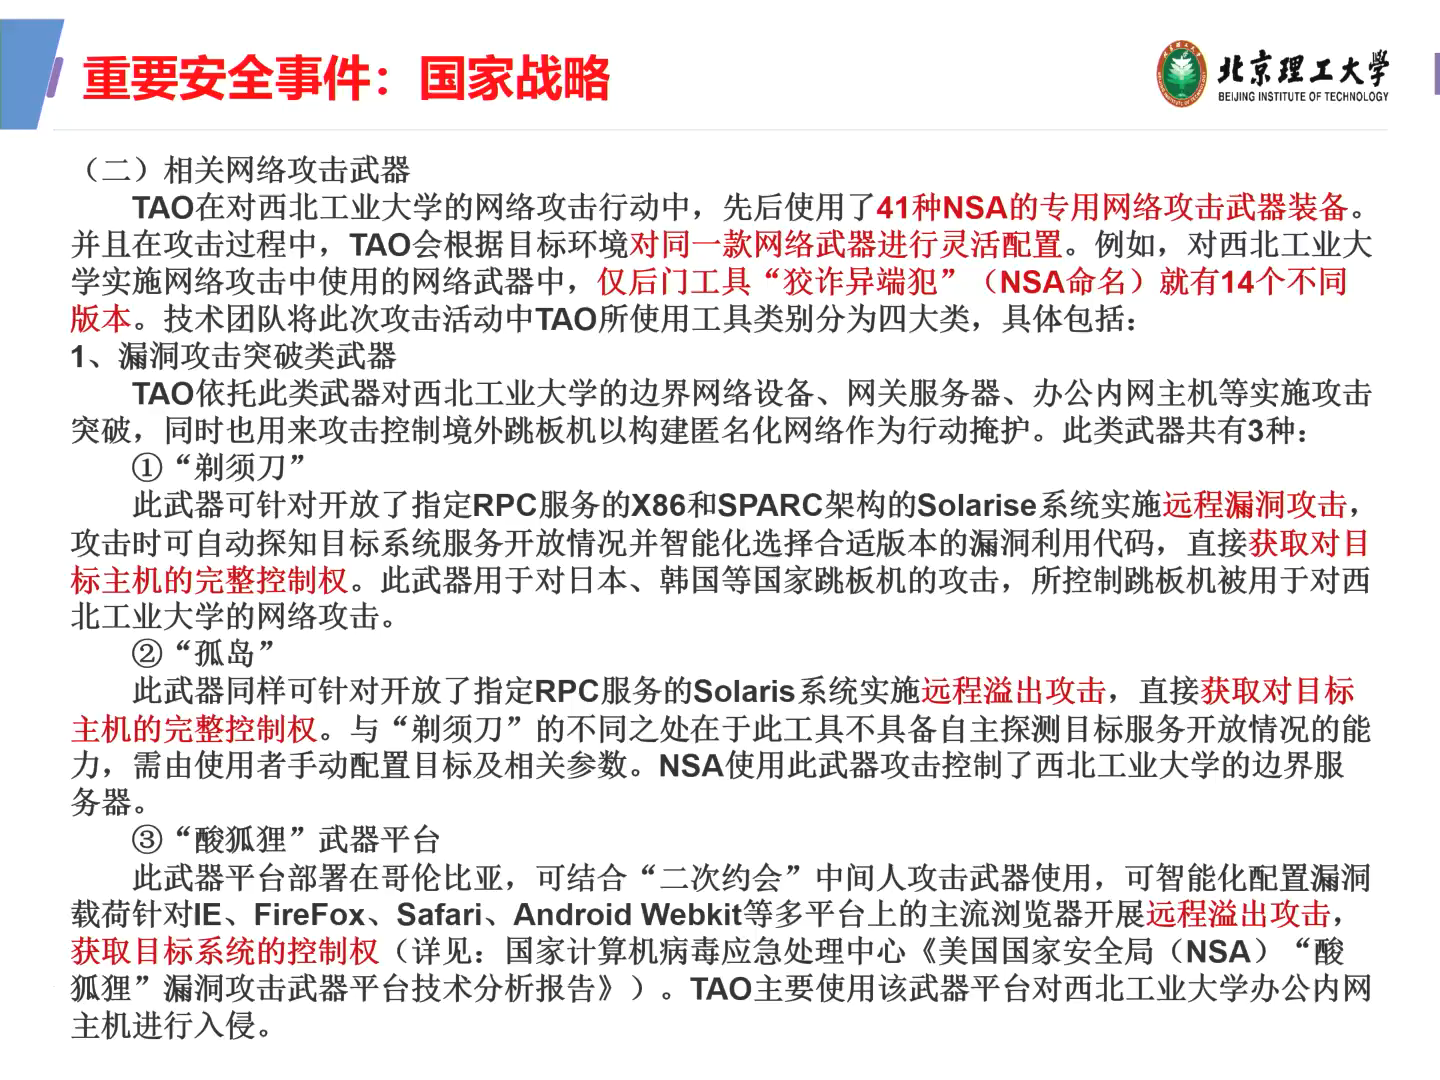 重要安全事件：国家战略
北京理工大学
BEIJING INSTITUTE OF TECHNOLOGY
（二）相关网络攻击武器
TAO在对西北工业大学的网络攻击行动中，先后使用了41种NSA的专用网络攻击武器装备。
并且在攻击过程中，TAO会根据目标环境对同一款网络武器进行灵活配置。例如，对西北工业大
学实施网络攻击中使用的网络武器中，仅后门工具“狡诈异端犯”（NSA命名）就有14个不同
版本。技术团队将此次攻击活动中TAO所使用工具类别分为四大类，具体包括：
1、漏洞攻击突破类武器
TAO依托此类武器对西北工业大学的边界网络设备、网关服务器、办公内网主机等实施攻击
突破，同时也用来攻击控制境外跳板机以构建匿名化网络作为行动掩护。此类武器共有3种：
①“剃须刀”
此武器可针对开放了指定RPC服务的X86和SPARC架构的Solarise系统实施远程漏洞攻击，
攻击时可自动探知目标系统服务开放情况并智能化选择合适版本的漏洞利用代码，直接获取对目
标主机的完整控制权。此武器用于对日本、韩国等国家跳板机的攻击，所控制跳板机被用于对西
北工业大学的网络攻击。
②“孤岛”
此武器同样可针对开放了指定RPC服务的Solaris系统实施远程溢出攻击，直接获取对目标
主机的完整控制权。与“剃须刀”的不同之处在于此工具不具备自主探测目标服务开放情况的能
力，需由使用者手动配置目标及相关参数。NSA使用此武器攻击控制了西北工业大学的边界服
务器。
③“酸狐狸”武器平台
此武器平台部署在哥伦比亚，可结合“二次约会”中间人攻击武器使用，可智能化配置漏洞
载荷针对IE、FireFox、Safari、Android Webkit等多平台上的主流浏览器开展远程溢出攻击，
获取目标系统的控制权（详见：国家计算机病毒应急处理中心《美国国家安全局（NSA）“酸
狐狸”漏洞攻击武器平台技术分析报告》）。TAO主要使用该武器平台对西北工业大学办公内网
主机进行入侵。